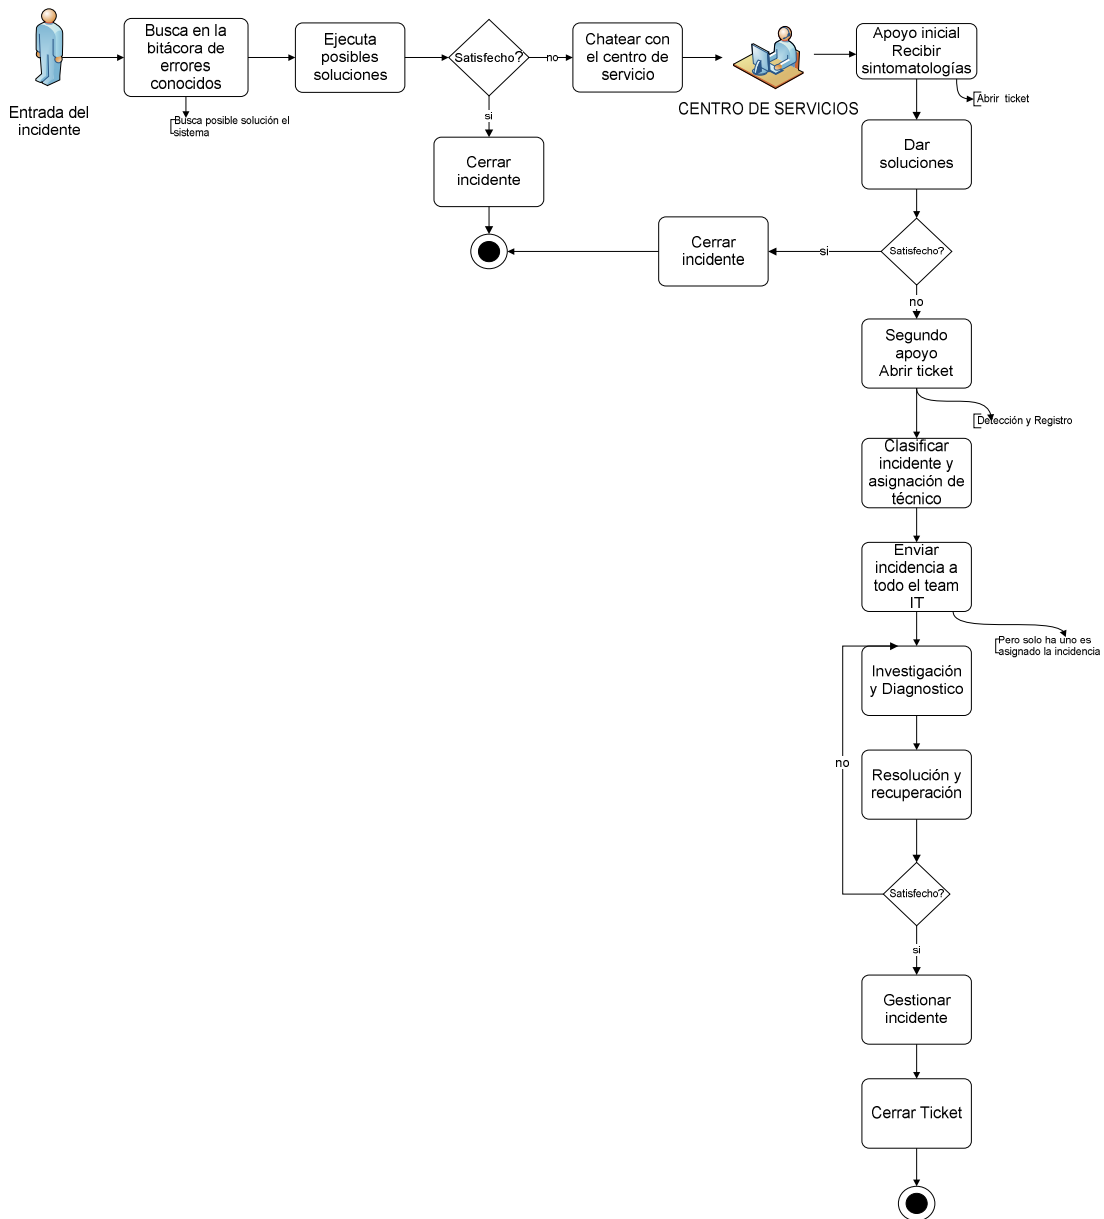 Entrada del
incidente
Busca en la
bitácora de
errores
conocidos
Busca posible solución el
sistema
Ejecuta
posibles
soluciones
Satisfecho?
no
si
Cerrar
incidente
Chatear con
el centro de
servicio
CENTRO DE SERVICIOS
Apoyo inicial
Recibir
sintomatologías
Abrir ticket
Dar
soluciones
Satisfecho?
si
Cerrar
incidente
no
Segundo
apoyo
Abrir ticket
Detección y Registro
Clasificar
incidente y
asignación de
técnico
Enviar
incidencia a
todo el team
IT
Pero solo ha uno es
asignado la incidencia
Investigación
y Diagnostico
Resolución y
recuperación
no
Satisfecho?
si
Gestionar
incidente
Cerrar Ticket